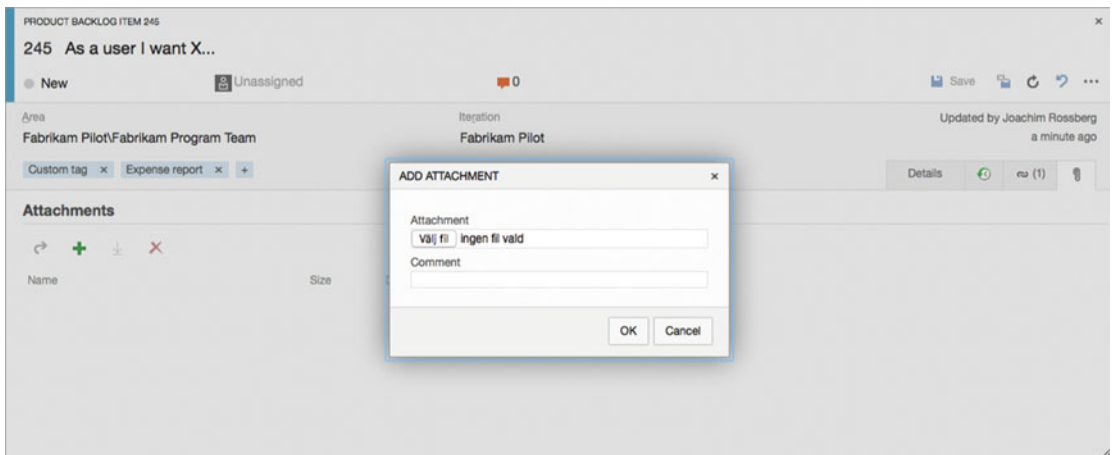 PRODUCT BACKLOG ITEM 245
245 As a user I want X...
New
Unassigned
0
Save
Area
Iteration
Updated by Joachim Rossberg
Fabrikam Pilot\Fabrikam Program Team
Fabrikam Pilot
a minute ago
Custom tag
Expense report
Details
(1)
Attachments
Name
Size
ADD ATTACHMENT
Attachment
Välj fil ingen fil vald
Comment
OK
Cancel